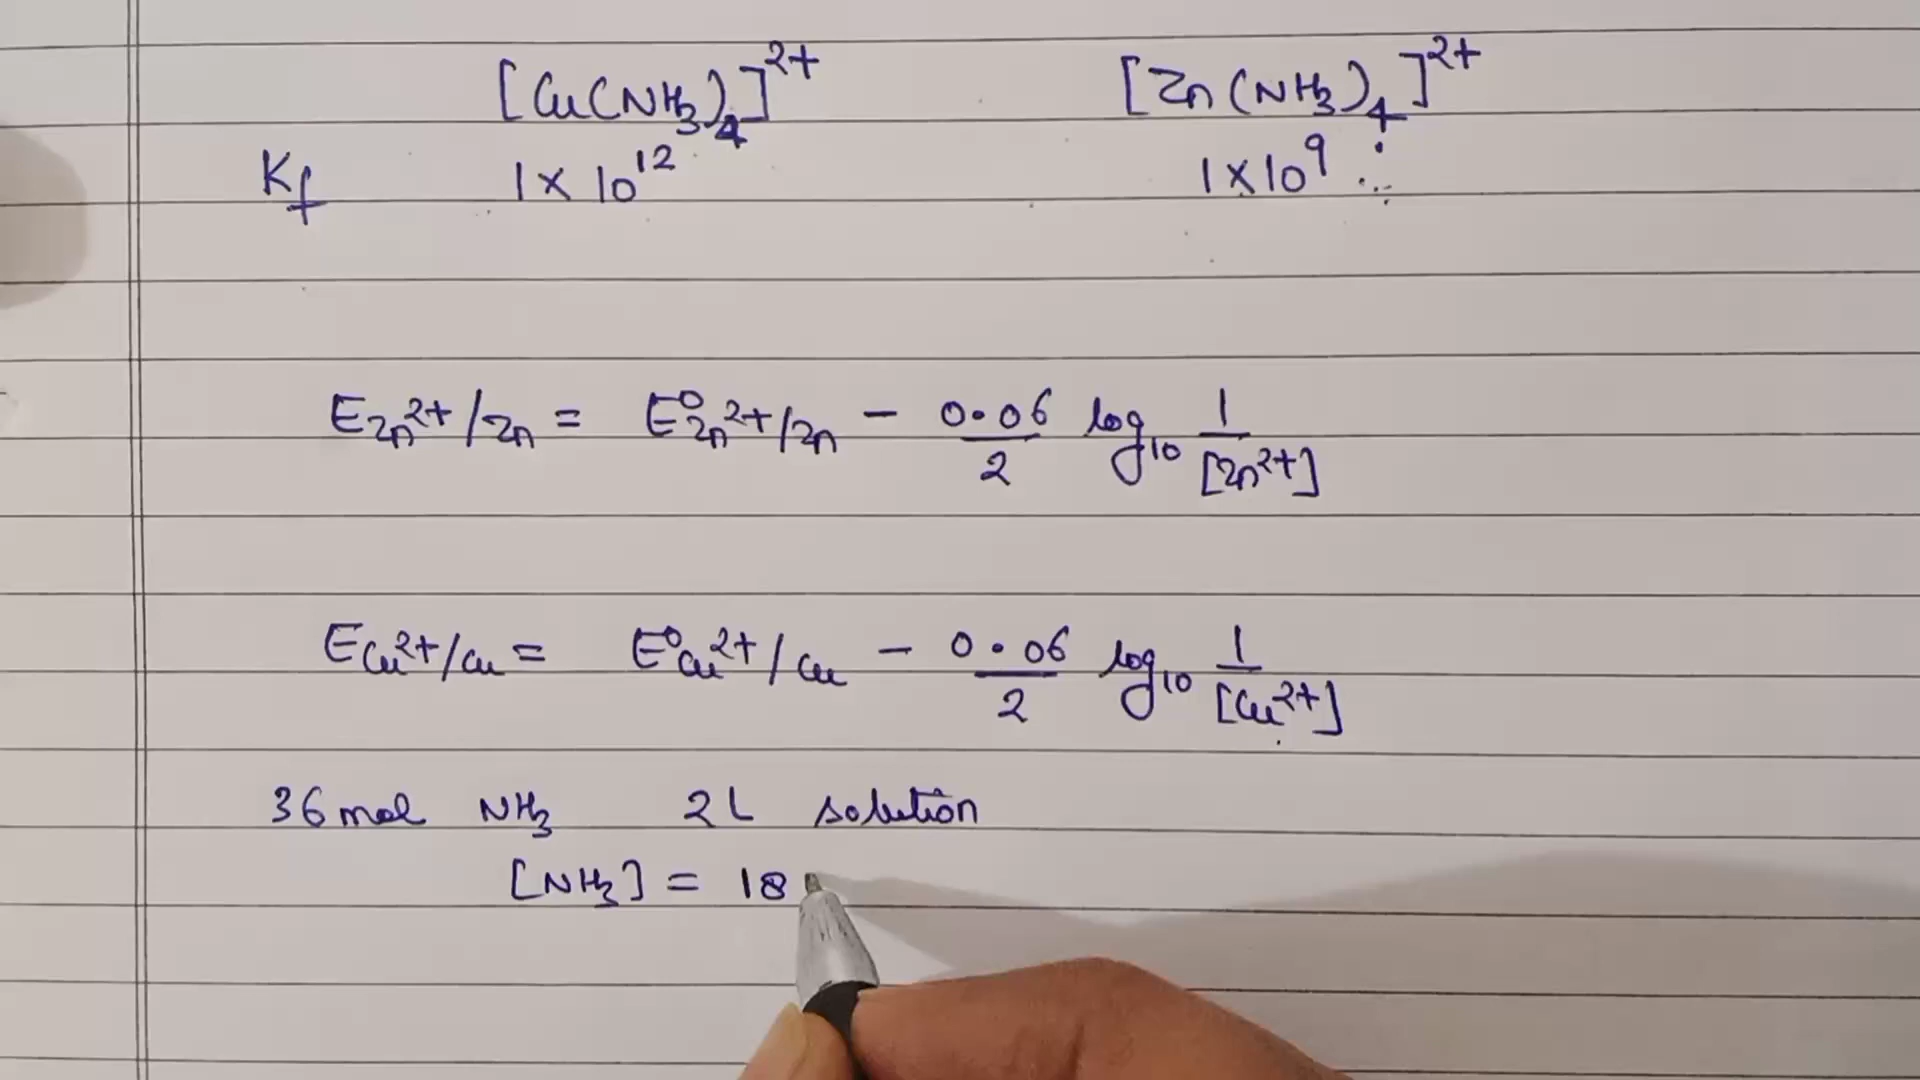 [Cu(NH3)4]2+ [Zn(NH3)4]2+
Kf 1 × 10^12 1 × 10^9
E Zn2+/Zn = E0 Zn2+/Zn − 0.06/2 log10 1/[Zn2+]
E Cu2+/Cu = E0 Cu2+/Cu − 0.06/2 log10 1/[Cu2+]
36 mol NH3 2L solution
[NH3] = 18